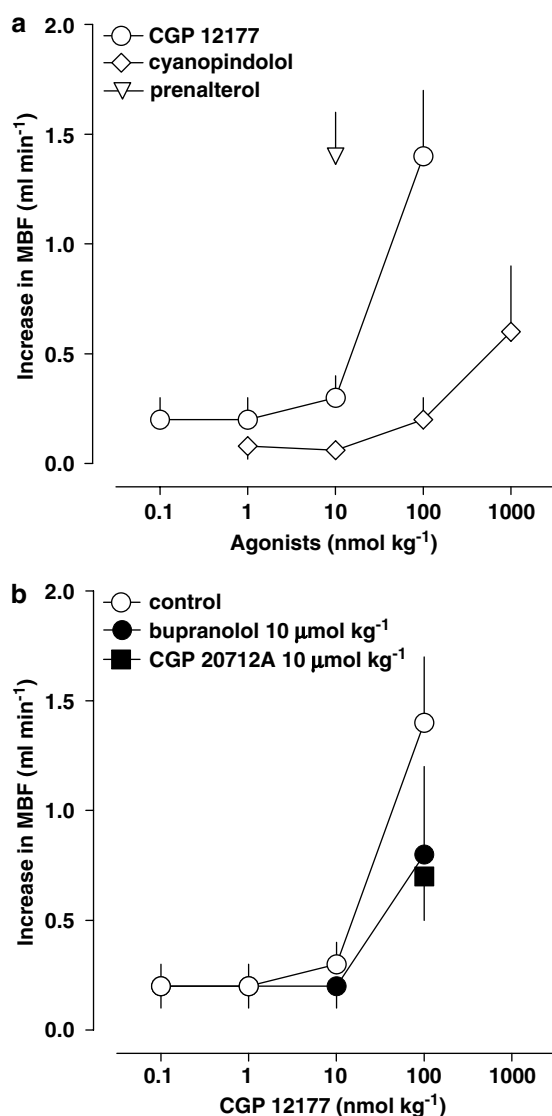 a
2.0
CGP 12177
cyanopindolol
prenalterol
1.5
1.0
0.5
0.0
Increase in MBF (ml min⁻¹)
0.1 1 10 100 1000
Agonists (nmol kg⁻¹)
b
2.0
control
bupranolol 10 μmol kg⁻¹
CGP 20712A 10 μmol kg⁻¹
1.5
1.0
0.5
0.0
Increase in MBF (ml min⁻¹)
0.1 1 10 100 1000
CGP 12177 (nmol kg⁻¹)